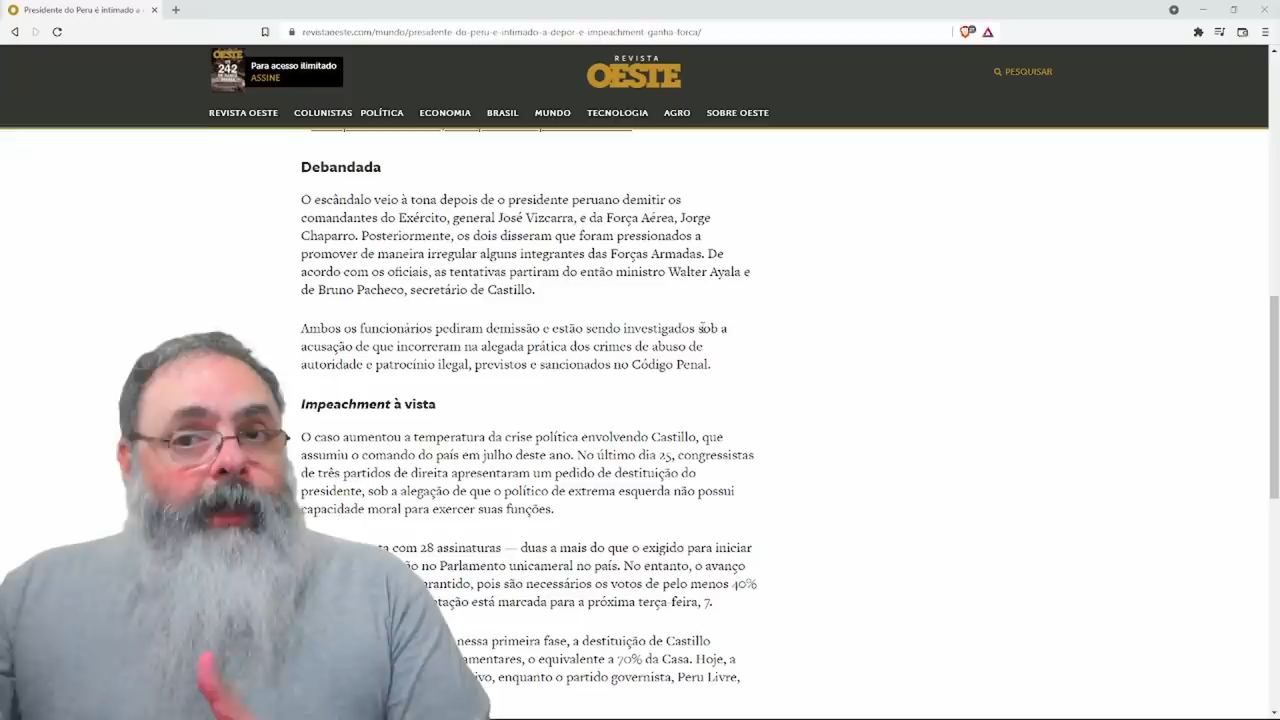 Presidente do Peru é intimado a
revistaoeste.com/mundo/presidente-do-peru-e-intimado-a-depor-e-impeachment-ganha-forca/
OESTE
242
Para acesso ilimitado
ASSINE
REVISTA
OESTE
PESQUISAR
REVISTA OESTE COLUNISTAS POLÍTICA ECONOMIA BRASIL MUNDO TECNOLOGIA AGRO SOBRE OESTE
Debandada
O escândalo veio à tona depois de o presidente peruano demitir os
comandantes do Exército, general José Vizcarra, e da Força Aérea, Jorge
Chaparro. Posteriormente, os dois disseram que foram pressionados a
promover de maneira irregular alguns integrantes das Forças Armadas. De
acordo com os oficiais, as tentativas partiram do então ministro Walter Ayala e
de Bruno Pacheco, secretário de Castillo.
Ambos os funcionários pediram demissão e estão sendo investigados sob a
acusação de que incorreram na alegada prática dos crimes de abuso de
autoridade e patrocínio ilegal, previstos e sancionados no Código Penal.
Impeachment à vista
O caso aumentou a temperatura da crise política envolvendo Castillo, que
assumiu o comando do país em julho deste ano. No último dia 25, congressistas
de três partidos de direita apresentaram um pedido de destituição do
presidente, sob a alegação de que o político de extrema esquerda não possui
capacidade moral para exercer suas funções.
com 28 assinaturas — duas a mais do que o exigido para iniciar
no Parlamento unicameral no país. No entanto, o avanço
pois são necessários os votos de pelo menos 40%
está marcada para a próxima terça-feira, 7.
nessa primeira fase, a destituição de Castillo
o equivalente a 70% da Casa. Hoje, a
enquanto o partido governista, Peru Livre,